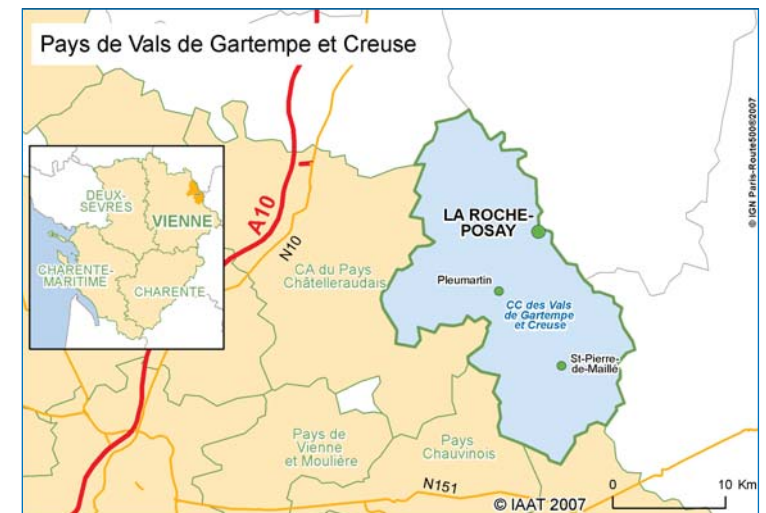 Pays de Vals de Gartempe et Creuse
© IGN Paris-Route500®2007
DEUX-
SEVRES
VIENNE
CHARENTE-
MARITIME
CHARENTE
A10
N10
CA du Pays
Châtelleraudais
LA ROCHE-
POSAY
Pleumartin
CC des Vals
de Gartempe
et Creuse
St-Pierre-
de-Maillé
Pays de
Vienne
et Moulière
Pays
Chauvinois
N151
0 10 Km
© IAAT 2007